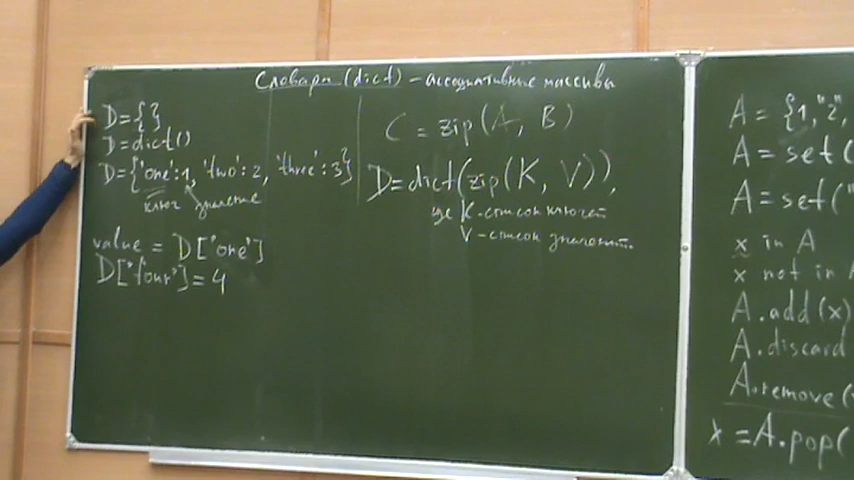 Словари (dict) - ассоциативные массивы
D={}
D=dict()
D={'one':1, 'two':2, 'three':3}
ключ значение
value = D['one']
D['four']=4
C = zip(A, B)
D=dict(zip(K, V)),
где K-список ключей
V-список значений.
A = {1,"2",
A = set(
A = set("
x in A
x not in A
A.add(x)
A.discard
A.remove(
x = A.pop(